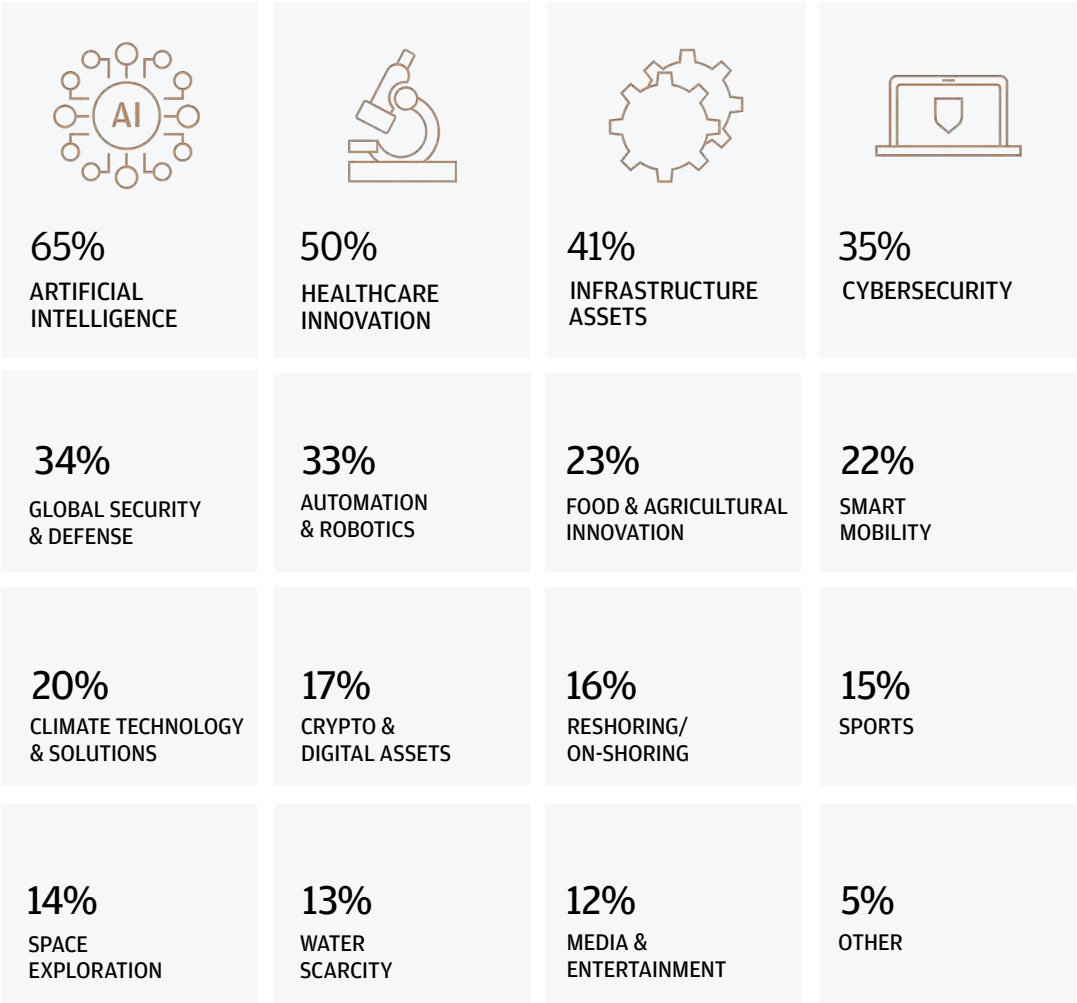 AI
65%
ARTIFICIAL
INTELLIGENCE
50%
HEALTHCARE
INNOVATION
41%
INFRASTRUCTURE
ASSETS
35%
CYBERSECURITY
34%
GLOBAL SECURITY
& DEFENSE
33%
AUTOMATION
& ROBOTICS
23%
FOOD & AGRICULTURAL
INNOVATION
22%
SMART
MOBILITY
20%
CLIMATE TECHNOLOGY
& SOLUTIONS
17%
CRYPTO &
DIGITAL ASSETS
16%
RESHORING/
ON-SHORING
15%
SPORTS
14%
SPACE
EXPLORATION
13%
WATER
SCARCITY
12%
MEDIA &
ENTERTAINMENT
5%
OTHER